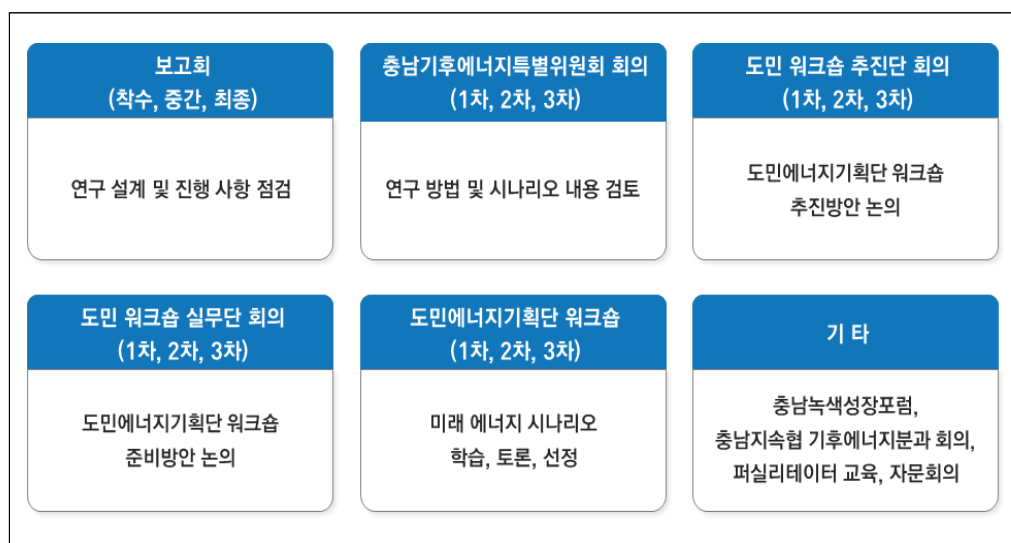 보고회
(착수, 중간, 최종)
연구 설계 및 진행 사항 점검
충남기후에너지특별위원회 회의
(1차, 2차, 3차)
연구 방법 및 시나리오 내용 검토
도민 워크숍 추진단 회의
(1차, 2차, 3차)
도민에너지기획단 워크숍
추진방안 논의
도민 워크숍 실무단 회의
(1차, 2차, 3차)
도민에너지기획단 워크숍
준비방안 논의
도민에너지기획단 워크숍
(1차, 2차, 3차)
미래 에너지 시나리오
학습, 토론, 선정
기 타
충남녹색성장포럼,
충남지속협 기후에너지분과 회의,
퍼실리테이터 교육, 자문회의